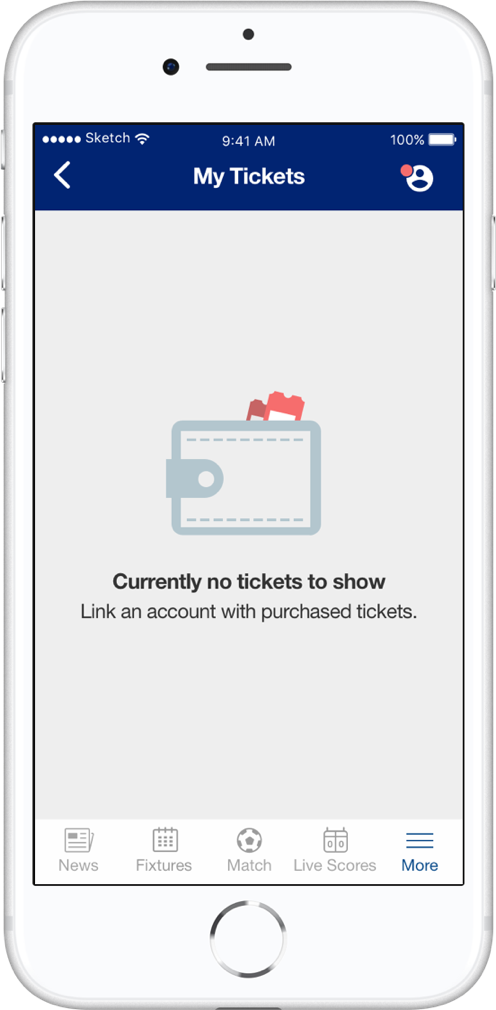 Sketch
9:41 AM
100%
My Tickets
Currently no tickets to show
Link an account with purchased tickets.
News
Fixtures
Match
Live Scores
More